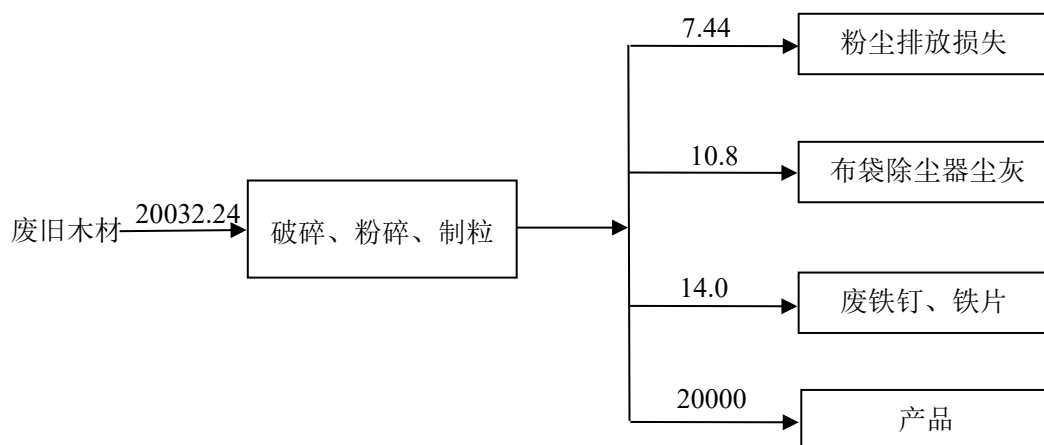 7.44
粉尘排放损失
10.8
布袋除尘器尘灰
废旧木材
20032.24
破碎、粉碎、制粒
14.0
废铁钉、铁片
20000
产品